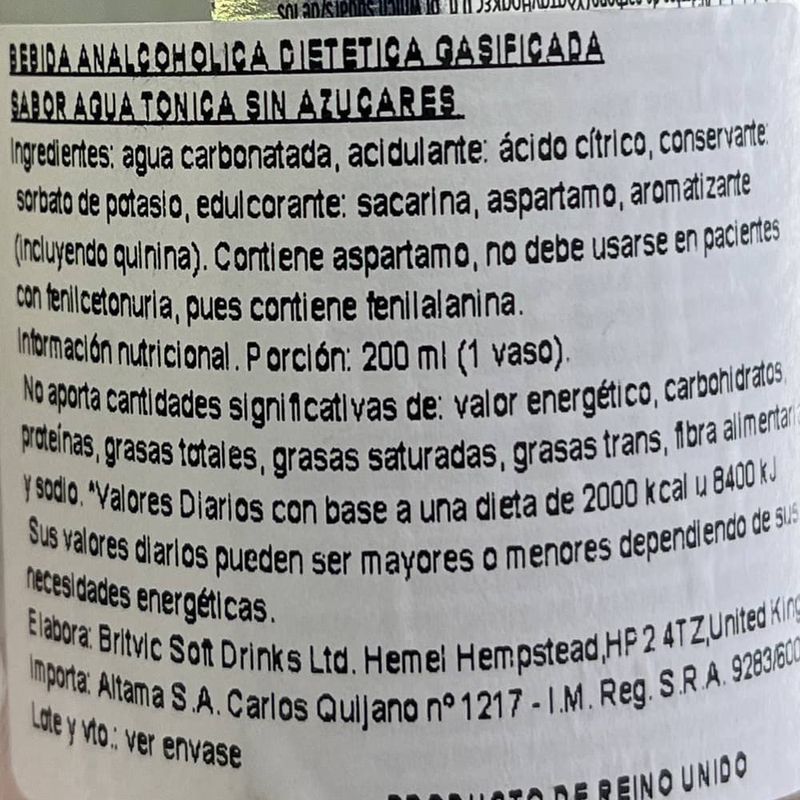 BEBIDA ANALCOHOLICA DIETETICA GASIFICADA
SABOR AGUA TONICA SIN AZUCARES
Ingredientes: agua carbonatada, acidulante: ácido cítrico, conservante:
sorbato de potasio, edulcorante: sacarina, aspartamo, aromatizante
(incluyendo quinina). Contiene aspartamo, no debe usarse en pacientes
con fenilcetonuria, pues contiene fenilalanina.
Información nutricional. Porción: 200 ml (1 vaso).
No aporta cantidades significativas de: valor energético, carbohidratos,
proteínas, grasas totales, grasas saturadas, grasas trans, fibra alimentari
y sodio. *Valores Diarios con base a una dieta de 2000 kcal u 8400 kJ
Sus valores diarios pueden ser mayores o menores dependiendo de sus
necesidades energéticas.
Elabora: Britvic Soft Drinks Ltd. Hemel Hempstead,HP2 4TZ,United King
Importa: Altama S.A. Carlos Quijano nº 1217 - I.M. Reg. S.R.A. 9283/600
Lote y vto.: ver envase
PRODUCTO DE REINO UNIDO